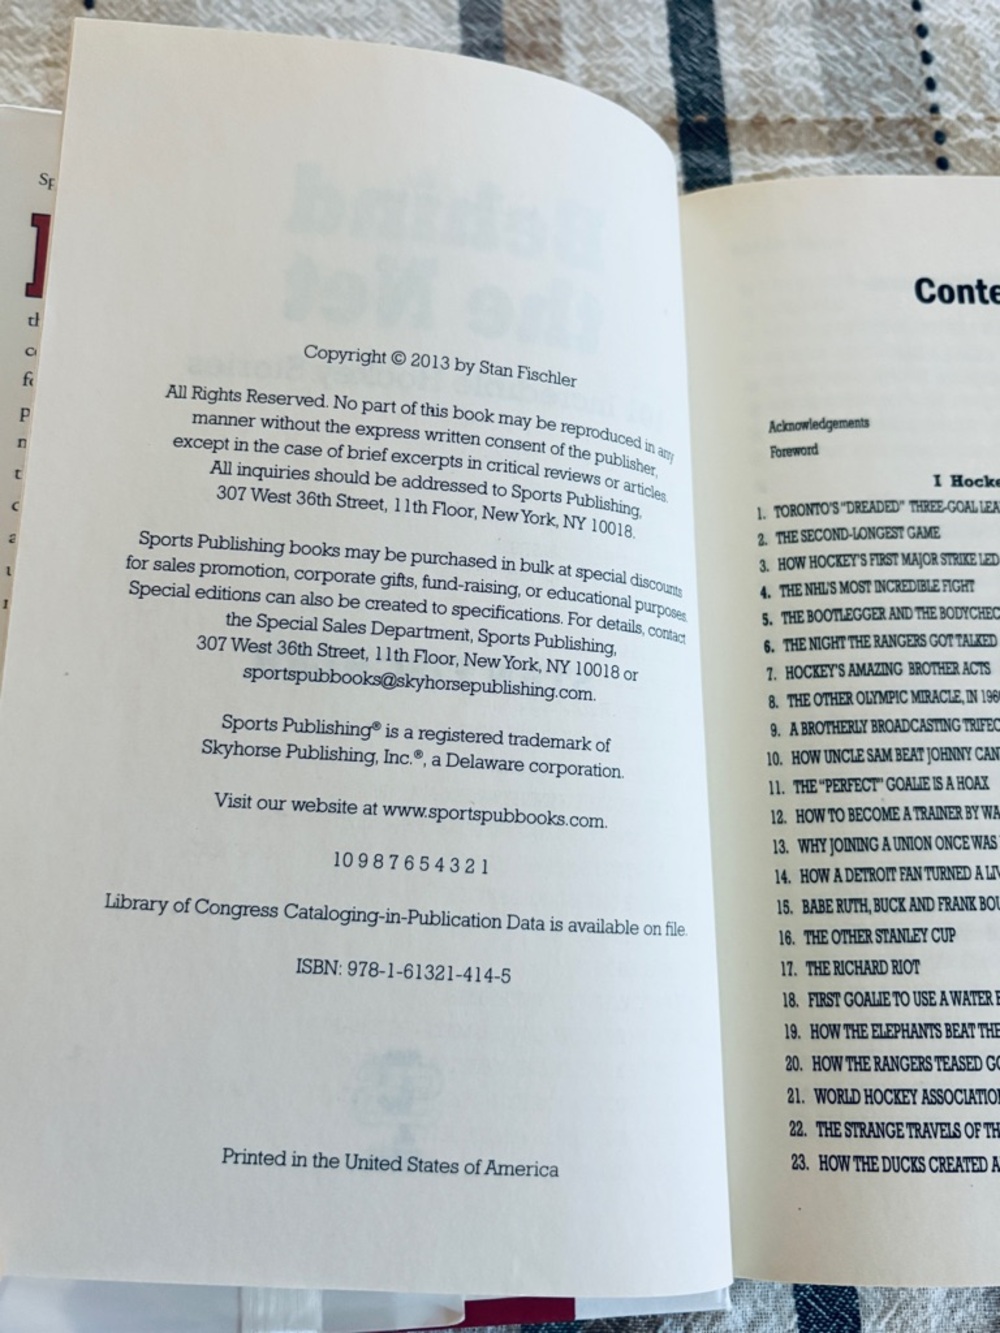 Copyright © 2013 by Stan Fischler
All Rights Reserved. No part of this book may be reproduced in any
manner without the express written consent of the publisher,
except in the case of brief excerpts in critical reviews or articles.
All inquiries should be addressed to Sports Publishing,
307 West 36th Street, 11th Floor, New York, NY 10018.
Sports Publishing books may be purchased in bulk at special discounts
for sales promotion, corporate gifts, fund-raising, or educational purposes.
Special editions can also be created to specifications. For details, contact
the Special Sales Department, Sports Publishing,
307 West 36th Street, 11th Floor, New York, NY 10018 or
sportspubbooks@skyhorsepublishing.com.
Sports Publishing® is a registered trademark of
Skyhorse Publishing, Inc.®, a Delaware corporation.
Visit our website at www.sportspubbooks.com.
10 9 8 7 6 5 4 3 2 1
Library of Congress Cataloging-in-Publication Data is available on file.
ISBN: 978-1-61321-414-5
Printed in the United States of America
Conte
Acknowledgements
Foreword
I Hocke
1. TORONTO'S "DREADED" THREE-GOAL LEA
2. THE SECOND-LONGEST GAME
3. HOW HOCKEY'S FIRST MAJOR STRIKE LED
4. THE NHL'S MOST INCREDIBLE FIGHT
5. THE BOOTLEGGER AND THE BODYCHEC
6. THE NIGHT THE RANGERS GOT TALKED
7. HOCKEY'S AMAZING BROTHER ACTS
8. THE OTHER OLYMPIC MIRACLE, IN 196
9. A BROTHERLY BROADCASTING TRIFEC
10. HOW UNCLE SAM BEAT JOHNNY CAN
11. THE "PERFECT" GOALIE IS A HOAX
12. HOW TO BECOME A TRAINER BY WA
13. WHY JOINING A UNION ONCE WAS
14. HOW A DETROIT FAN TURNED A LIV
15. BABE RUTH, BUCK AND FRANK BOU
16. THE OTHER STANLEY CUP
17. THE RICHARD RIOT
18. FIRST GOALIE TO USE A WATER B
19. HOW THE ELEPHANTS BEAT THE
20. HOW THE RANGERS TEASED GO
21. WORLD HOCKEY ASSOCIATIO
22. THE STRANGE TRAVELS OF TH
23. HOW THE DUCKS CREATED A